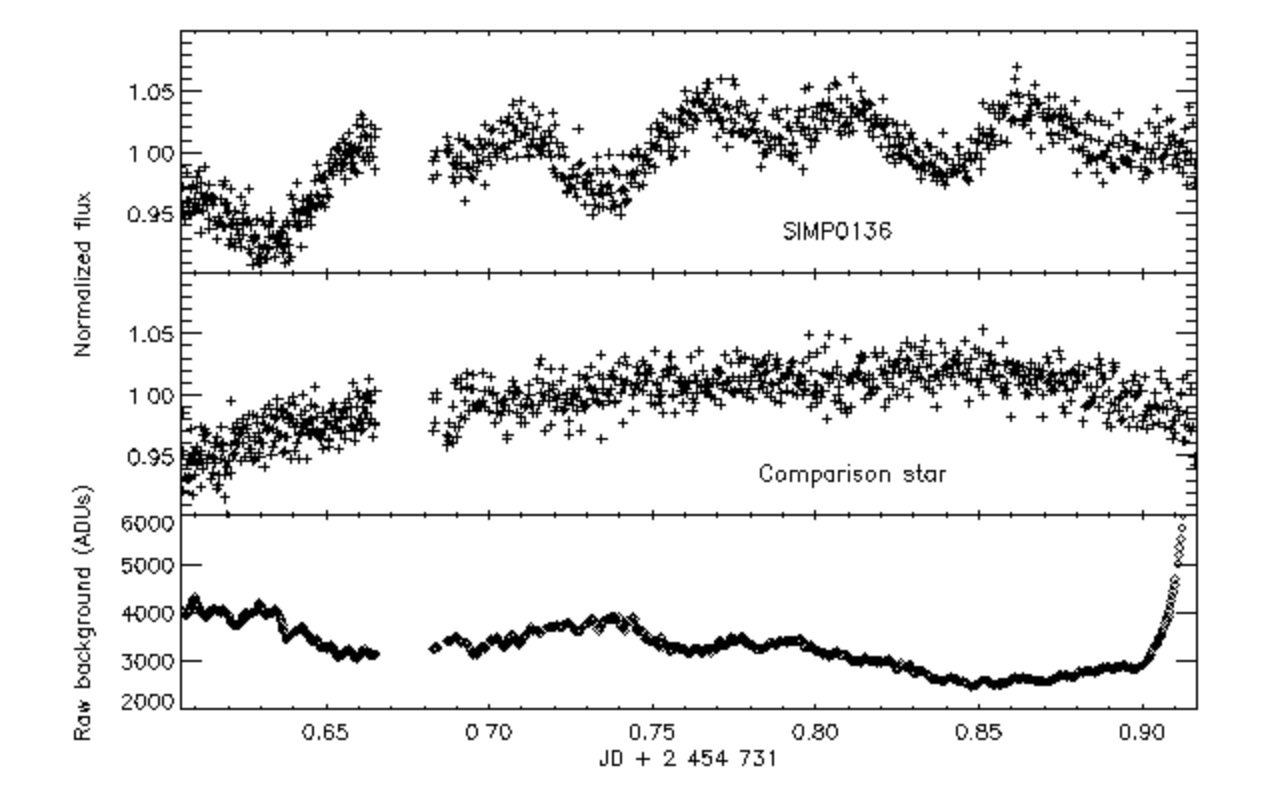 Normalized flux
1.05
1.00
0.95
SIMP0136
1.05
1.00
0.95
Comparison star
Raw background (ADUs)
6000
5000
4000
3000
2000
0.65 0.70 0.75 0.80 0.85 0.90
JD + 2 454 731